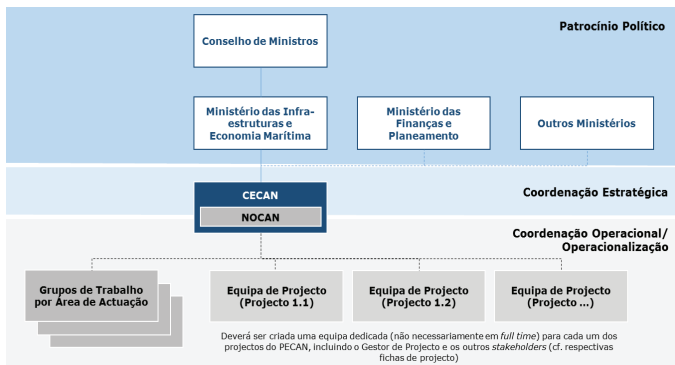 Patrocínio Político
Conselho de Ministros
Ministério das Infra-
estruturas e
Economia Marítima
Ministério das
Finanças e
Planeamento
Outros Ministérios
Coordenação Estratégica
CECAN
NOCAN
Coordenação Operacional/
Operacionalização
Grupos de Trabalho
por Área de Actuação
Equipa de Projecto
(Projecto 1.1)
Equipa de Projecto
(Projecto 1.2)
Equipa de Projecto
(Projecto ...)
Deverá ser criada uma equipa dedicada (não necessariamente em full time) para cada um dos
projectos do PECAN, incluindo o Gestor de Projecto e os outros stakeholders (cf. respectivas
fichas de projecto)